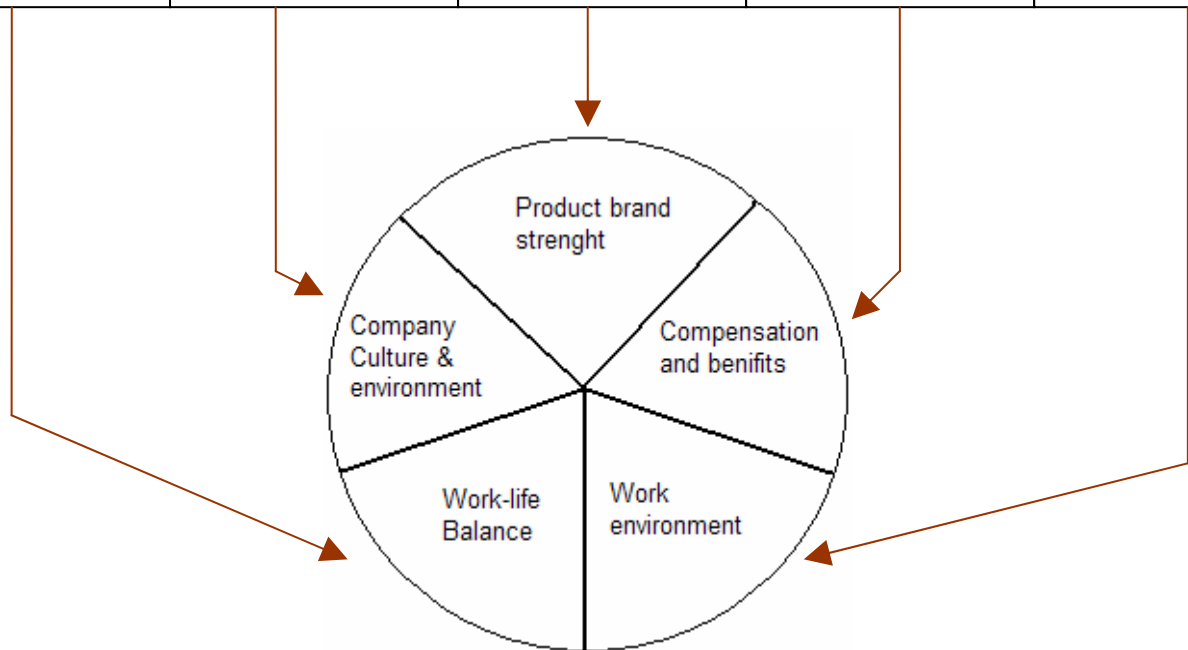 Product brand
strenght
Company
Culture &
environment
Compensation
and benifits
Work-life
Balance
Work
environment